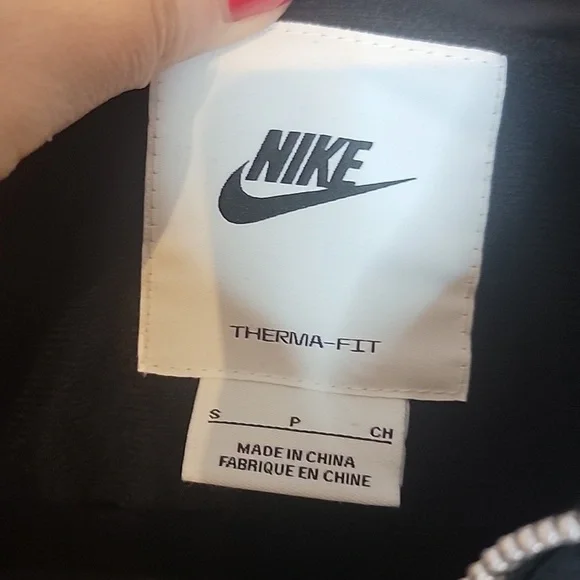 NIKE
THERMA-FIT
S P CH
MADE IN CHINA
FABRIQUE EN CHINE